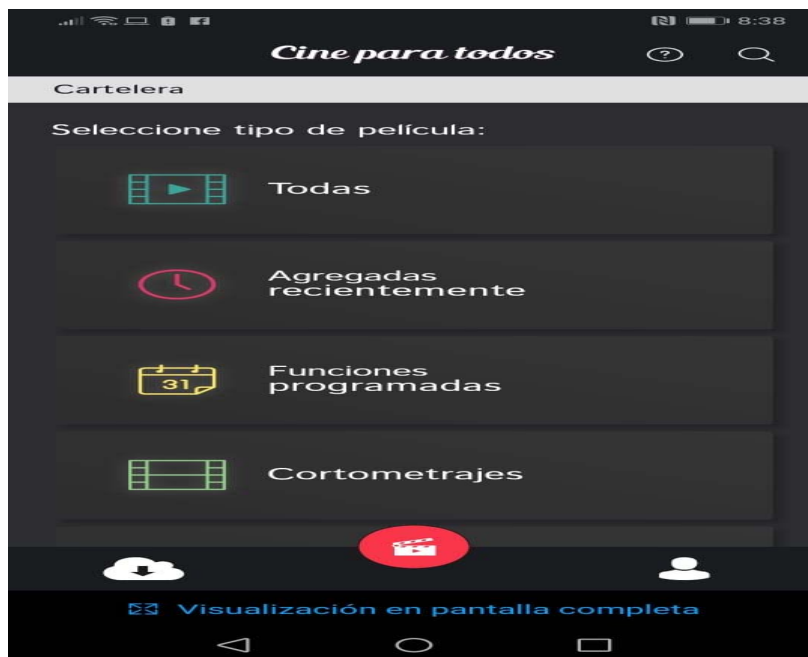 8:38
Cine para todos
Cartelera
Seleccione tipo de película:
Todas
Agregadas
recientemente
31
Funciones
programadas
Cortometrajes
Visualización en pantalla completa